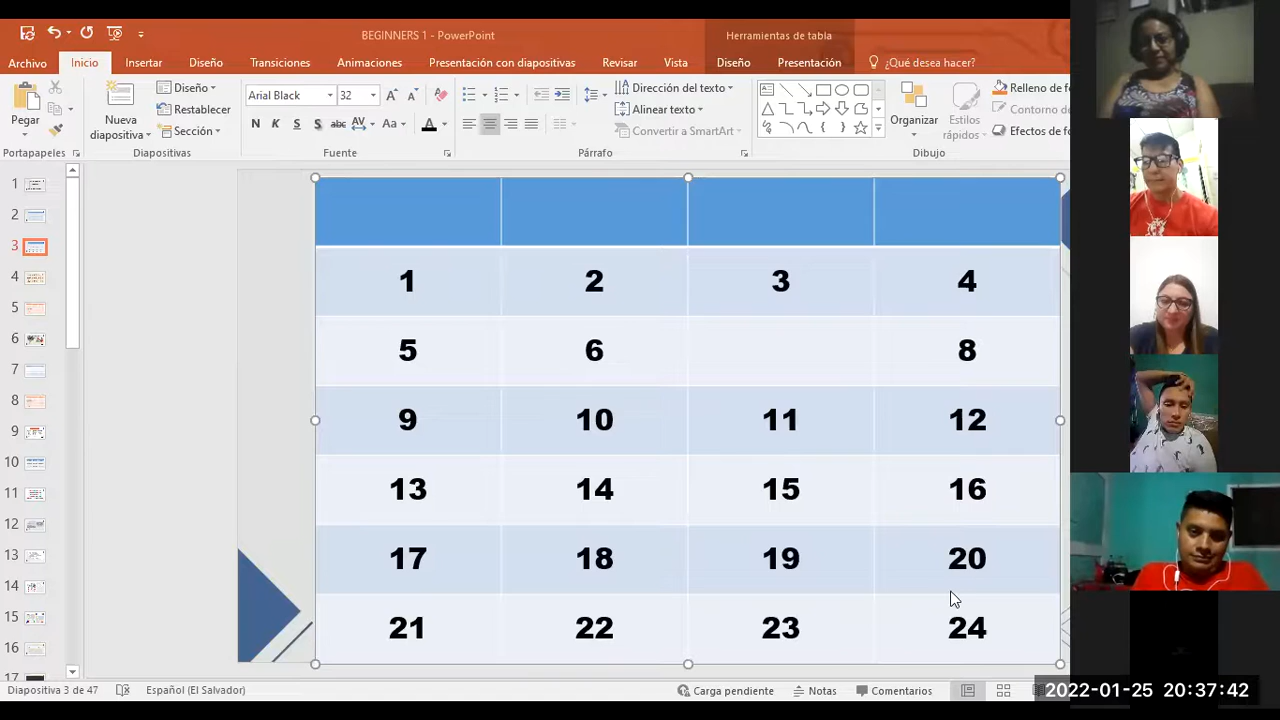 BEGINNERS 1 - PowerPoint
Herramientas de tabla
Archivo Inicio Insertar Diseño Transiciones Animaciones Presentación con diapositivas Revisar Vista Diseño Presentación ¿Qué desea hacer?
Pegar
Nueva diapositiva
Diseño
Restablecer
Sección
Arial Black 32
N K S S abc AV Aa A
Dirección del texto
Alinear texto
Convertir a SmartArt
Organizar
Estilos rápidos
Relleno de fo
Contorno de
Efectos de fo
Portapapeles Diapositivas Fuente Párrafo Dibujo
1
2
3
4
5
6
7
8
9
10
11
12
13
14
15
16
17
1 2 3 4
5 6 8
9 10 11 12
13 14 15 16
17 18 19 20
21 22 23 24
Diapositiva 3 de 47 Español (El Salvador) Carga pendiente Notas Comentarios
2022-01-25 20:37:42